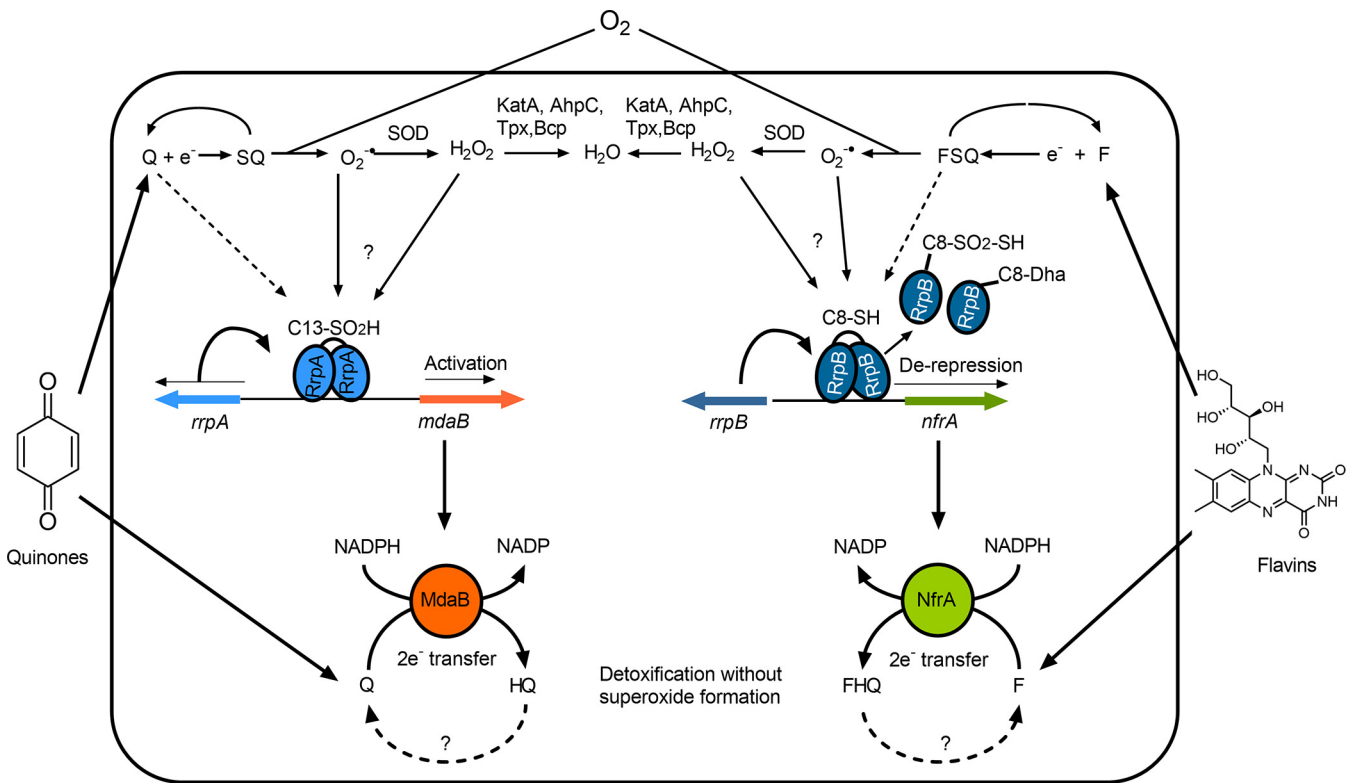 O2
KatA, AhpC,
Tpx,Bcp
KatA, AhpC,
Tpx,Bcp
Q + e-
SQ
O2-•
SOD
H2O2
H2O
H2O2
SOD
O2-•
FSQ
e- + F
?
?
C8-SO2-SH
RrpB
C8-Dha
RrpB
C13-SO2H
RrpA
RrpA
Activation
rrpA
mdaB
C8-SH
RrpB
RrpB
De-repression
rrpB
nfrA
O
O
Quinones
HO
HO
OH
HO
OH
N
N
O
NH
N
O
Flavins
NADPH
NADP
MdaB
2e- transfer
Q
HQ
?
Detoxification without
superoxide formation
NADP
NADPH
NfrA
2e- transfer
FHQ
F
?